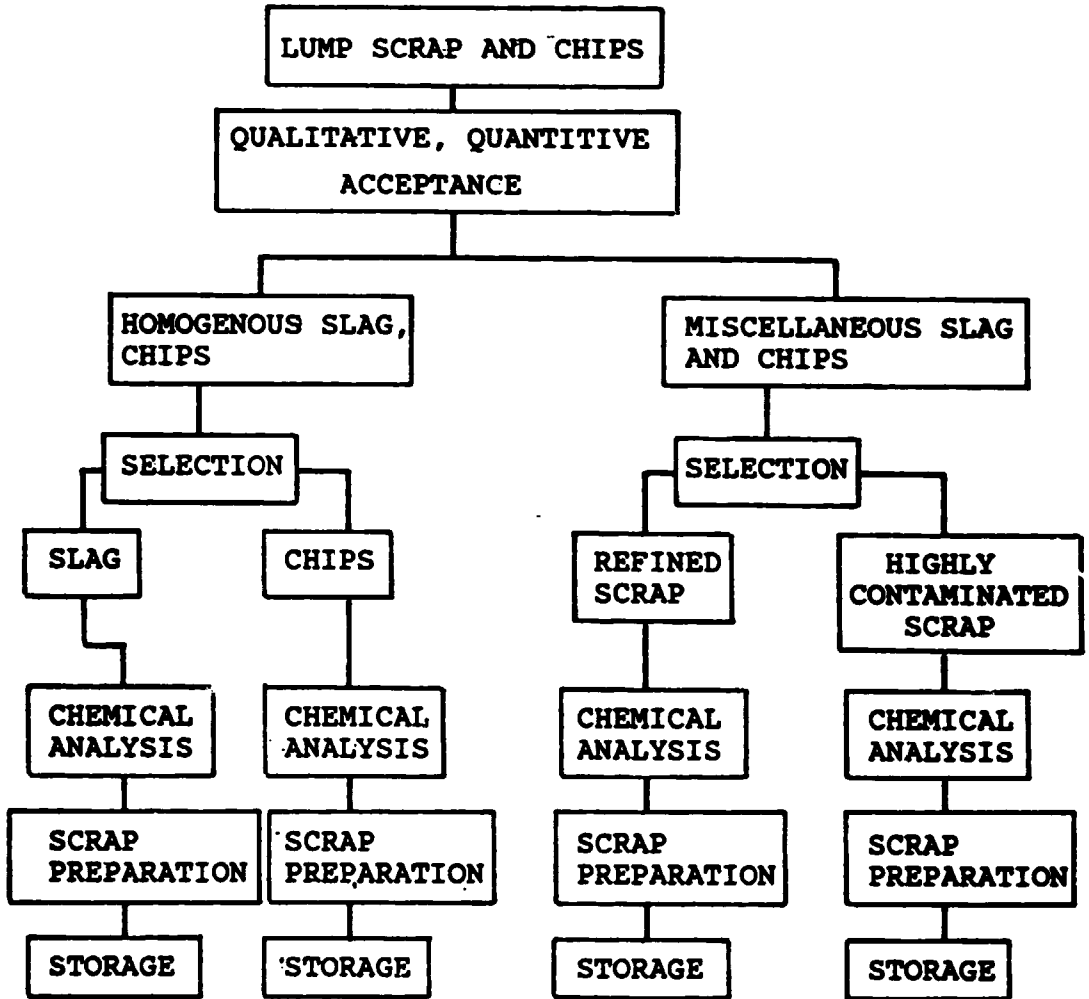 LUMP SCRAP AND CHIPS
QUALITATIVE, QUANTITIVE
ACCEPTANCE
HOMOGENOUS SLAG,
CHIPS
MISCELLANEOUS SLAG
AND CHIPS
SELECTION
SELECTION
SLAG
CHIPS
REFINED
SCRAP
HIGHLY
CONTAMINATED
SCRAP
CHEMICAL
ANALYSIS
CHEMICAL
ANALYSIS
CHEMICAL
ANALYSIS
CHEMICAL
ANALYSIS
SCRAP
PREPARATION
SCRAP
PREPARATION
SCRAP
PREPARATION
SCRAP
PREPARATION
STORAGE
STORAGE
STORAGE
STORAGE